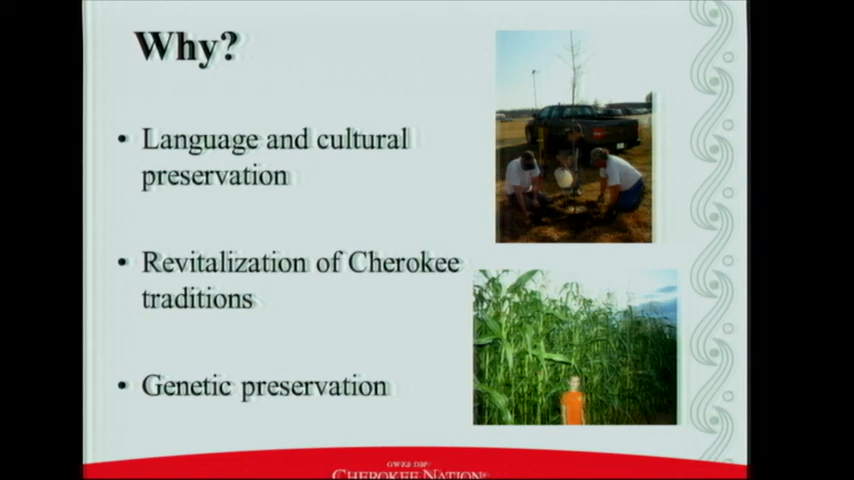 Why?
• Language and cultural
preservation
• Revitalization of Cherokee
traditions
• Genetic preservation
CHEROKEE NATION